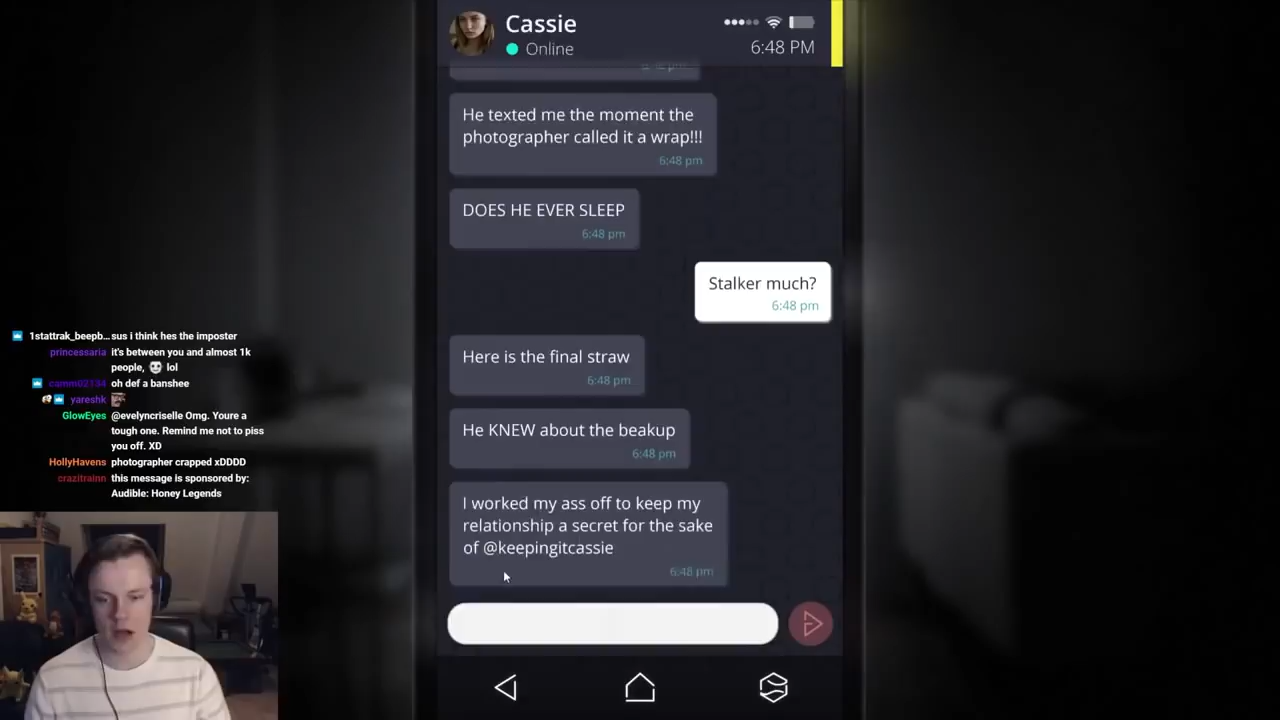 Cassie
Online
6:48 PM
He texted me the moment the
photographer called it a wrap!!!
6:48 pm
DOES HE EVER SLEEP
6:48 pm
Stalker much?
6:48 pm
Here is the final straw
6:48 pm
He KNEW about the beakup
6:48 pm
I worked my ass off to keep my
relationship a secret for the sake
of @keepingitcassie
6:48 pm
1stattrak_beepb... sus i think hes the imposter
princessaria it's between you and almost 1k
people, lol
camm02134 oh def a banshee
yareshk
GlowEyes @evelyncriselle Omg. Youre a
tough one. Remind me not to piss
you off. XD
HollyHavens photographer crapped xDDDD
crazitrainn this message is sponsored by:
Audible: Honey Legends